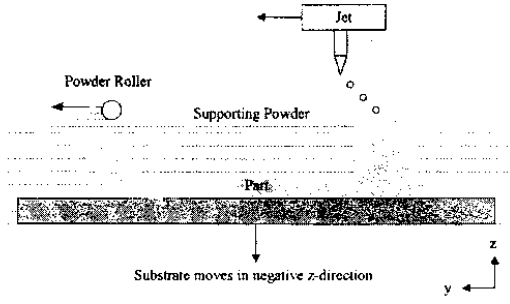 Jet
Powder Roller
Supporting Powder
Part
Substrate moves in negative z-direction
z
y